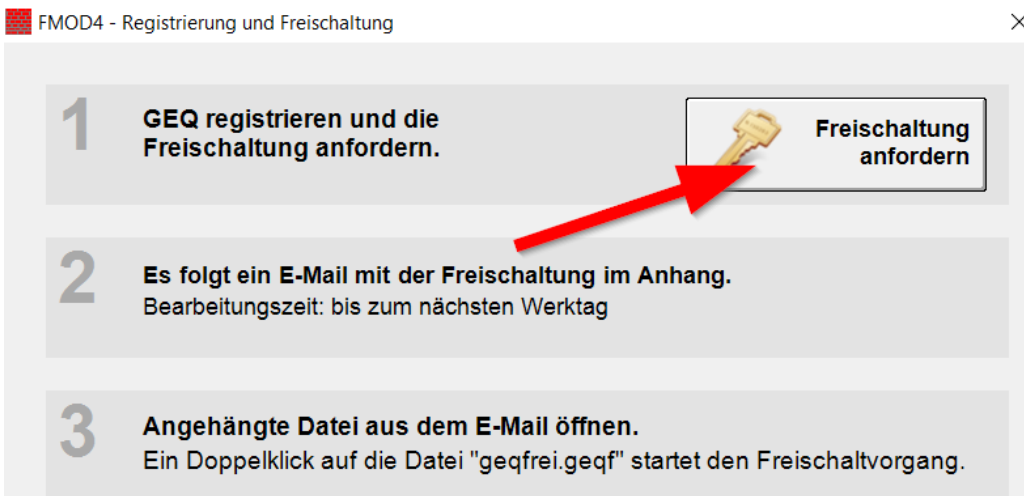 FMOD4 - Registrierung und Freischaltung
1
GEQ registrieren und die
Freischaltung anfordern.
Freischaltung
anfordern
2
Es folgt ein E-Mail mit der Freischaltung im Anhang.
Bearbeitungszeit: bis zum nächsten Werktag
3
Angehängte Datei aus dem E-Mail öffnen.
Ein Doppelklick auf die Datei "geqfrei.geqf" startet den Freischaltvorgang.